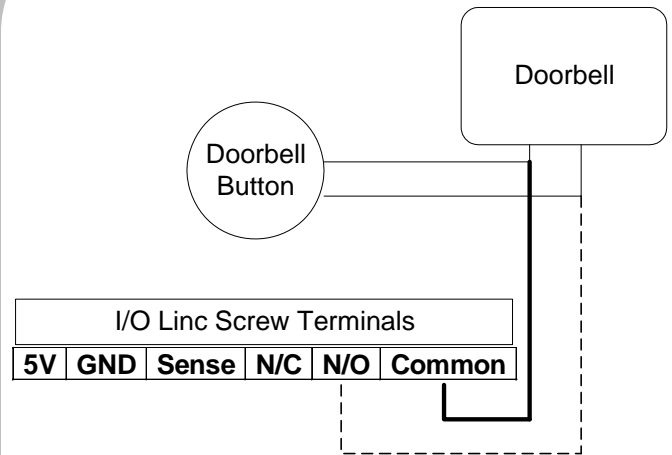 Doorbell
Doorbell
Button
I/O Linc Screw Terminals
5V GND Sense N/C N/O Common